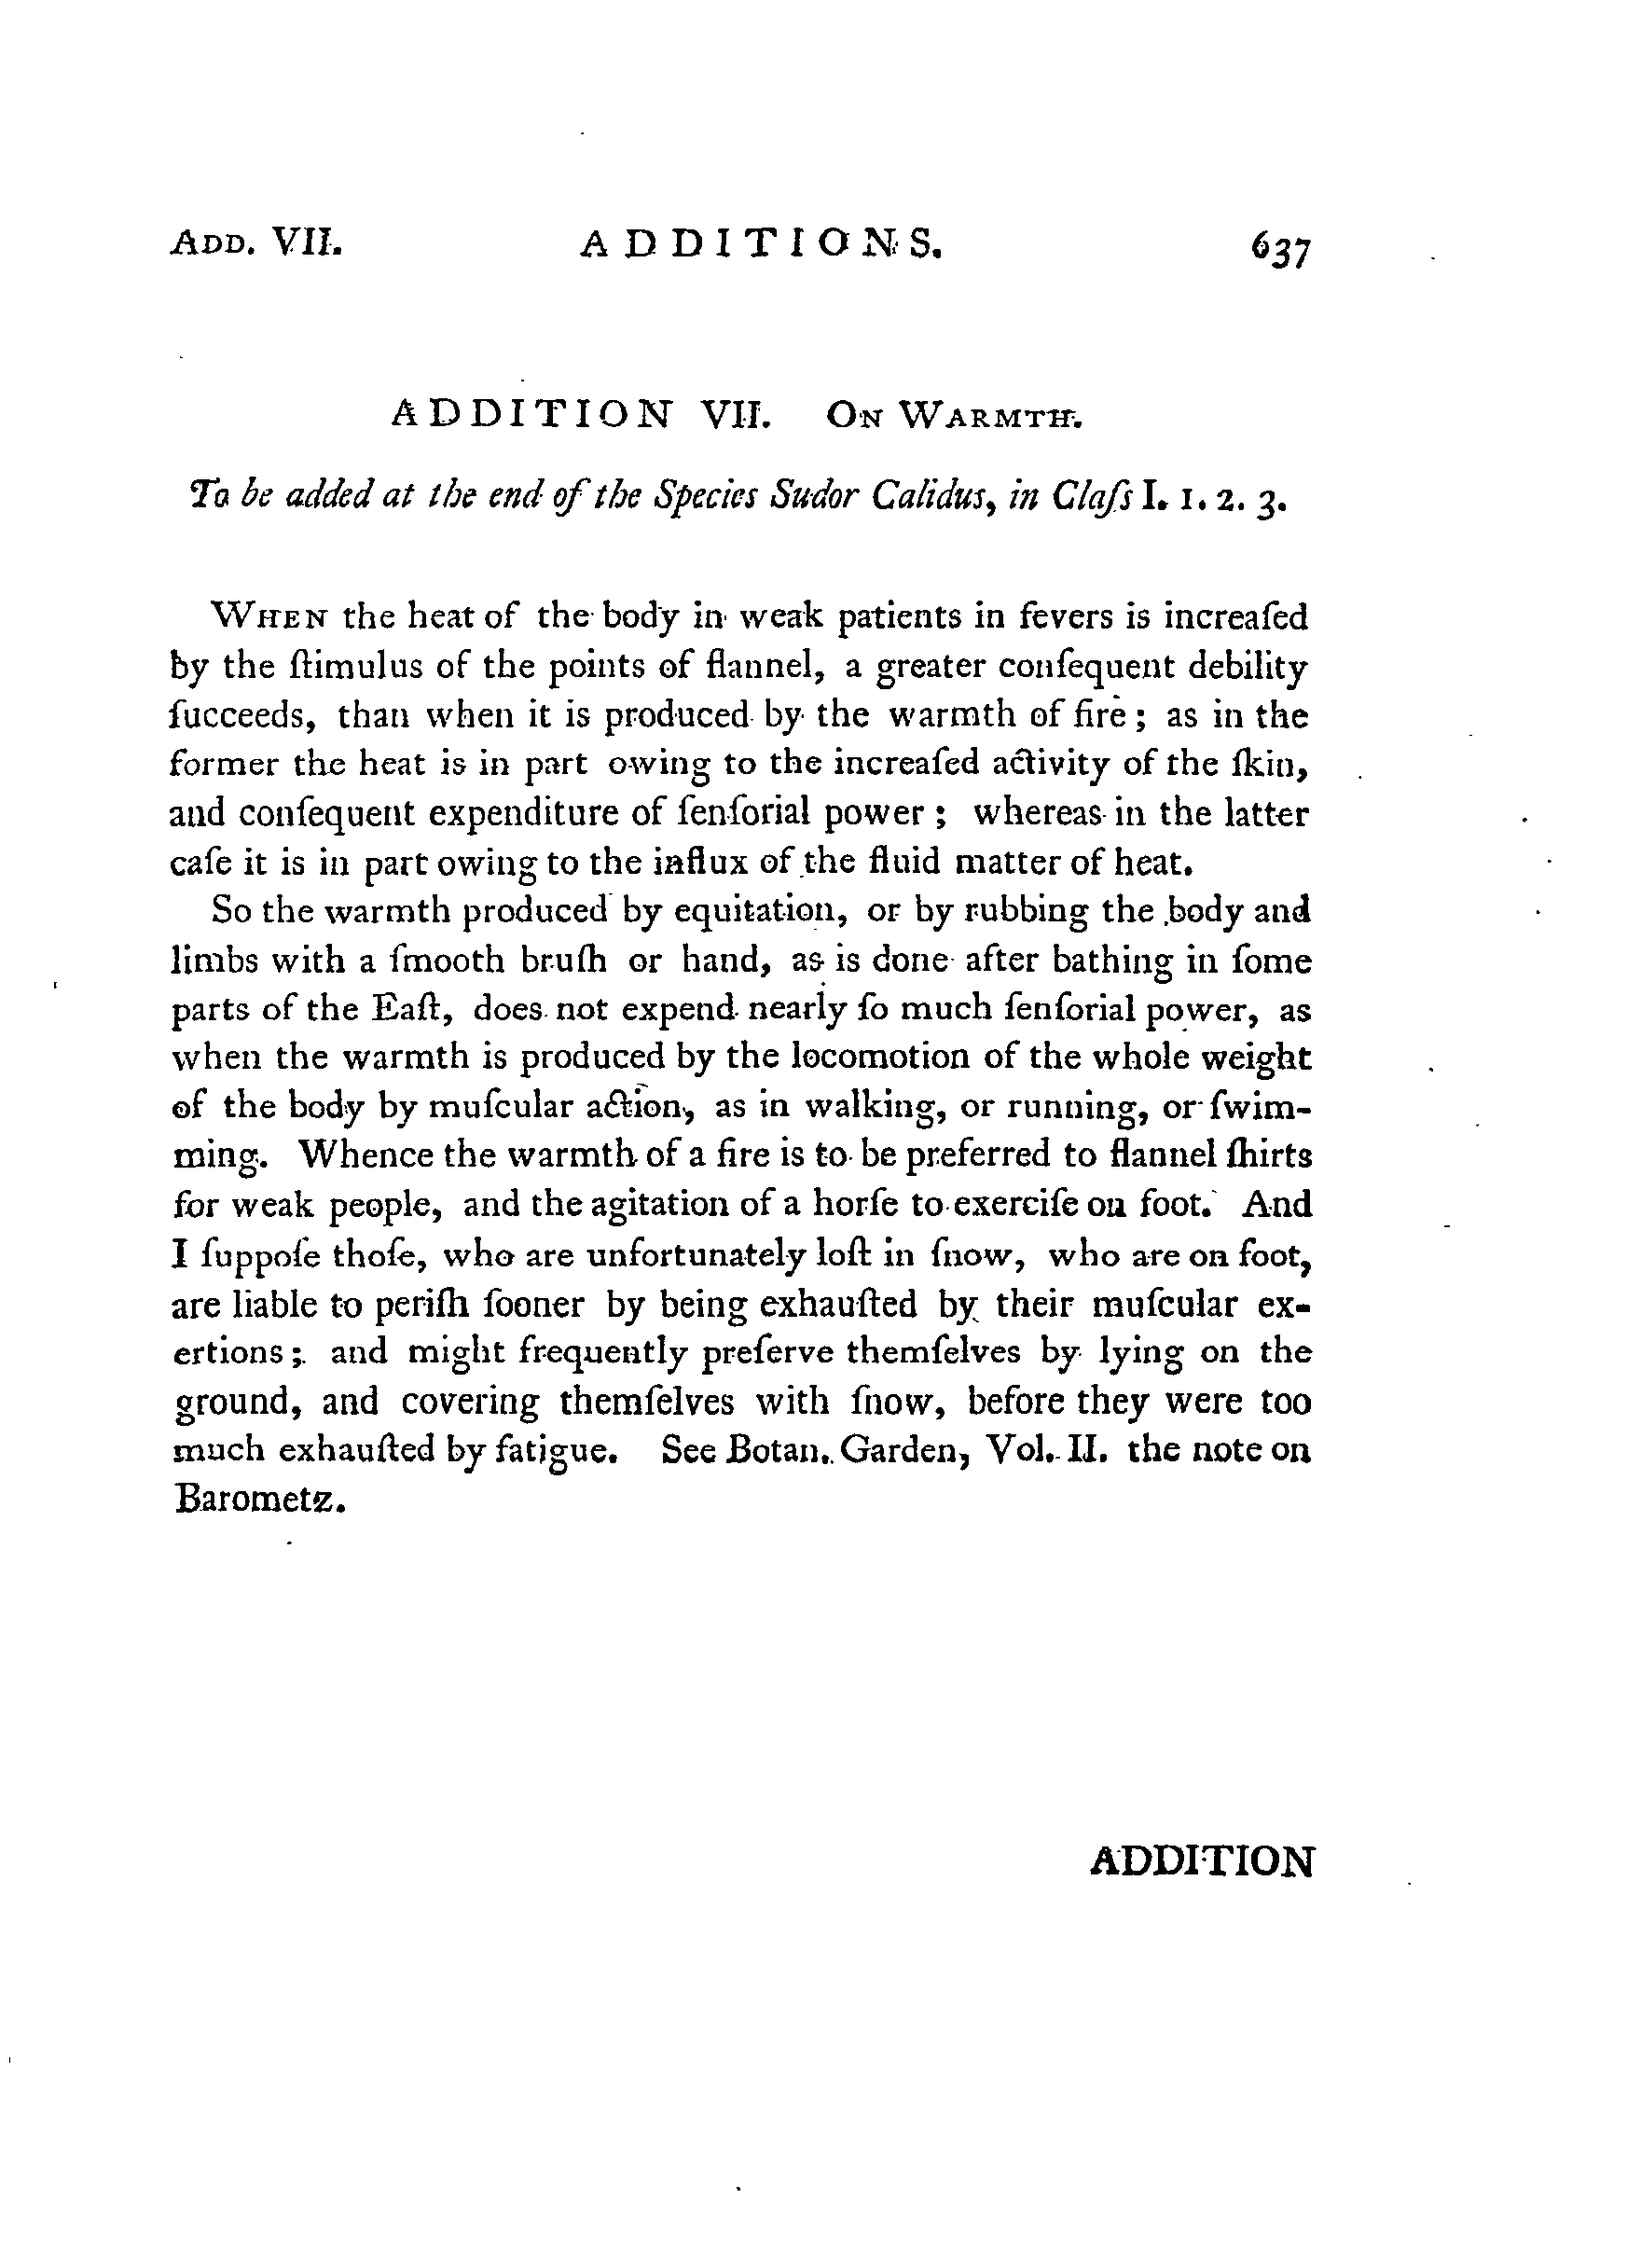 ADD. VII. ADDITIONS. 637
ADDITION VII. ON WARMTH.
To be added at the end of the Species Sudor Calidus, in Claſs I. 1. 2. 3.
WHEN the heat of the body in weak patients in fevers is increaſed
by the ſtimulus of the points of flannel, a greater conſequent debility
ſucceeds, than when it is produced by the warmth of fire; as in the
former the heat is in part owing to the increaſed activity of the ſkin,
and conſequent expenditure of ſenſorial power; whereas in the latter
caſe it is in part owing to the influx of the fluid matter of heat.
So the warmth produced by equitation, or by rubbing the body and
limbs with a ſmooth bruſh or hand, as is done after bathing in ſome
parts of the Eaſt, does not expend nearly ſo much ſenſorial power, as
when the warmth is produced by the locomotion of the whole weight
of the body by muſcular action, as in walking, or running, or ſwim-
ming. Whence the warmth of a fire is to be preferred to flannel ſhirts
for weak people, and the agitation of a horſe to exerciſe on foot. And
I ſuppoſe thoſe, who are unfortunately loſt in ſnow, who are on foot,
are liable to periſh ſooner by being exhauſted by their muſcular ex-
ertions; and might frequently preſerve themſelves by lying on the
ground, and covering themſelves with ſnow, before they were too
much exhauſted by fatigue. See Botan. Garden, Vol. II. the note on
Barometz.
ADDITION